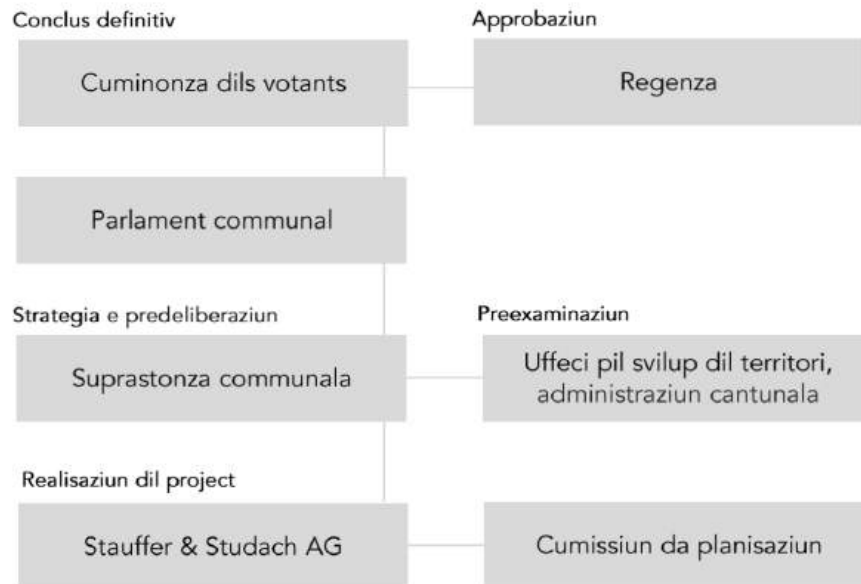 Conclus definitiv
Approbaziun
Cuminonza dils votants
Regenza
Parlament communal
Strategia e predeliberaziun
Preexaminaziun
Suprastonza communala
Uffeci pil svilup dil territori,
administraziun cantunala
Realisaziun dil project
Stauffer & Studach AG
Cumissiun da planisaziun